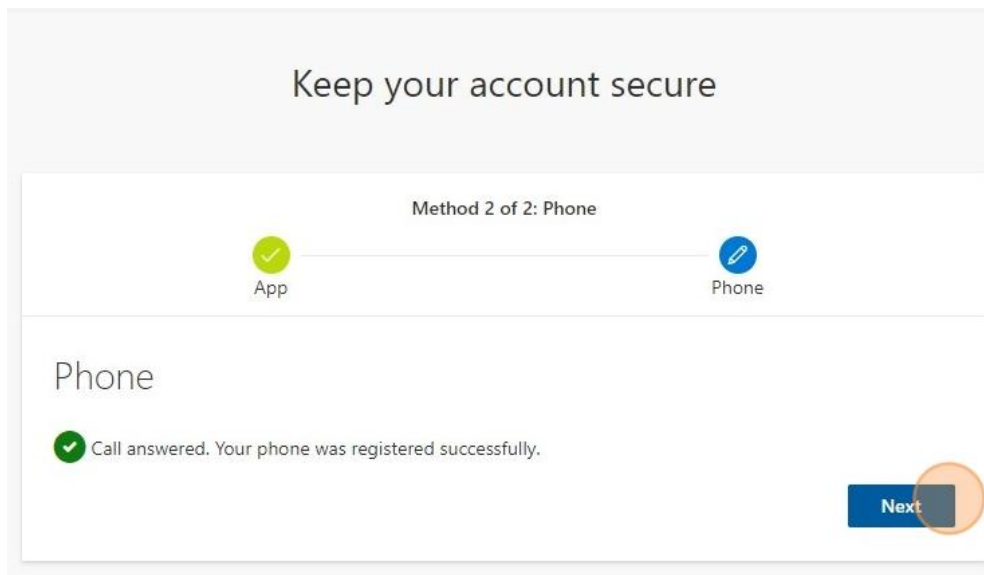 Keep your account secure
Method 2 of 2: Phone
App
Phone
Phone
Call answered. Your phone was registered successfully.
Next